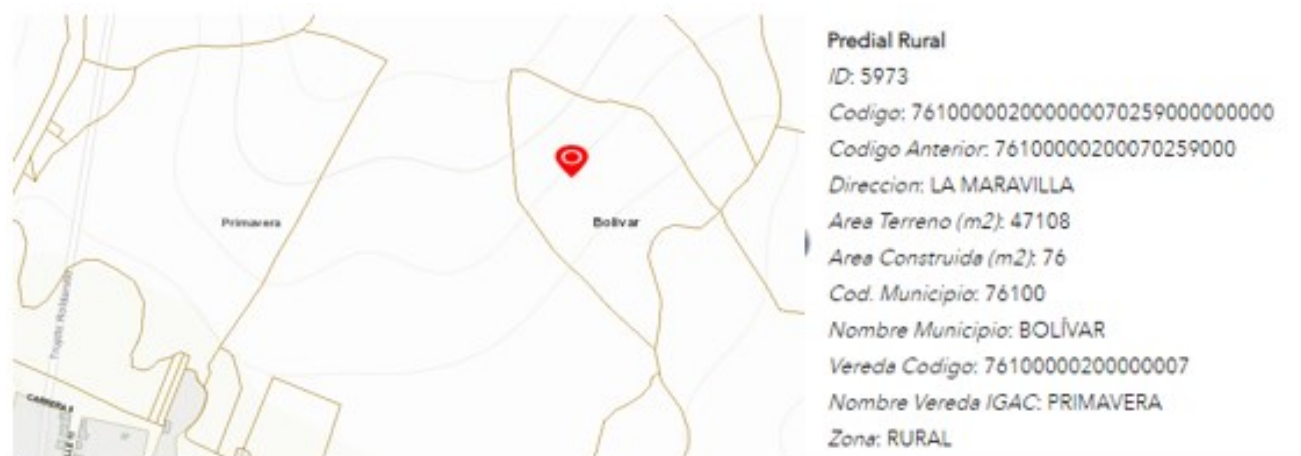 Primavera
Bolivar
CARRERA
Predial Rural
ID: 5973
Codigo: 761000002000000070259000000000
Codigo Anterior: 76100000200070259000
Direccion: LA MARAVILLA
Area Terreno (m2): 47108
Area Construida (m2): 76
Cod. Municipio: 76100
Nombre Municipio: BOLÍVAR
Vereda Codigo: 76100000200000007
Nombre Vereda IGAC: PRIMAVERA
Zona: RURAL